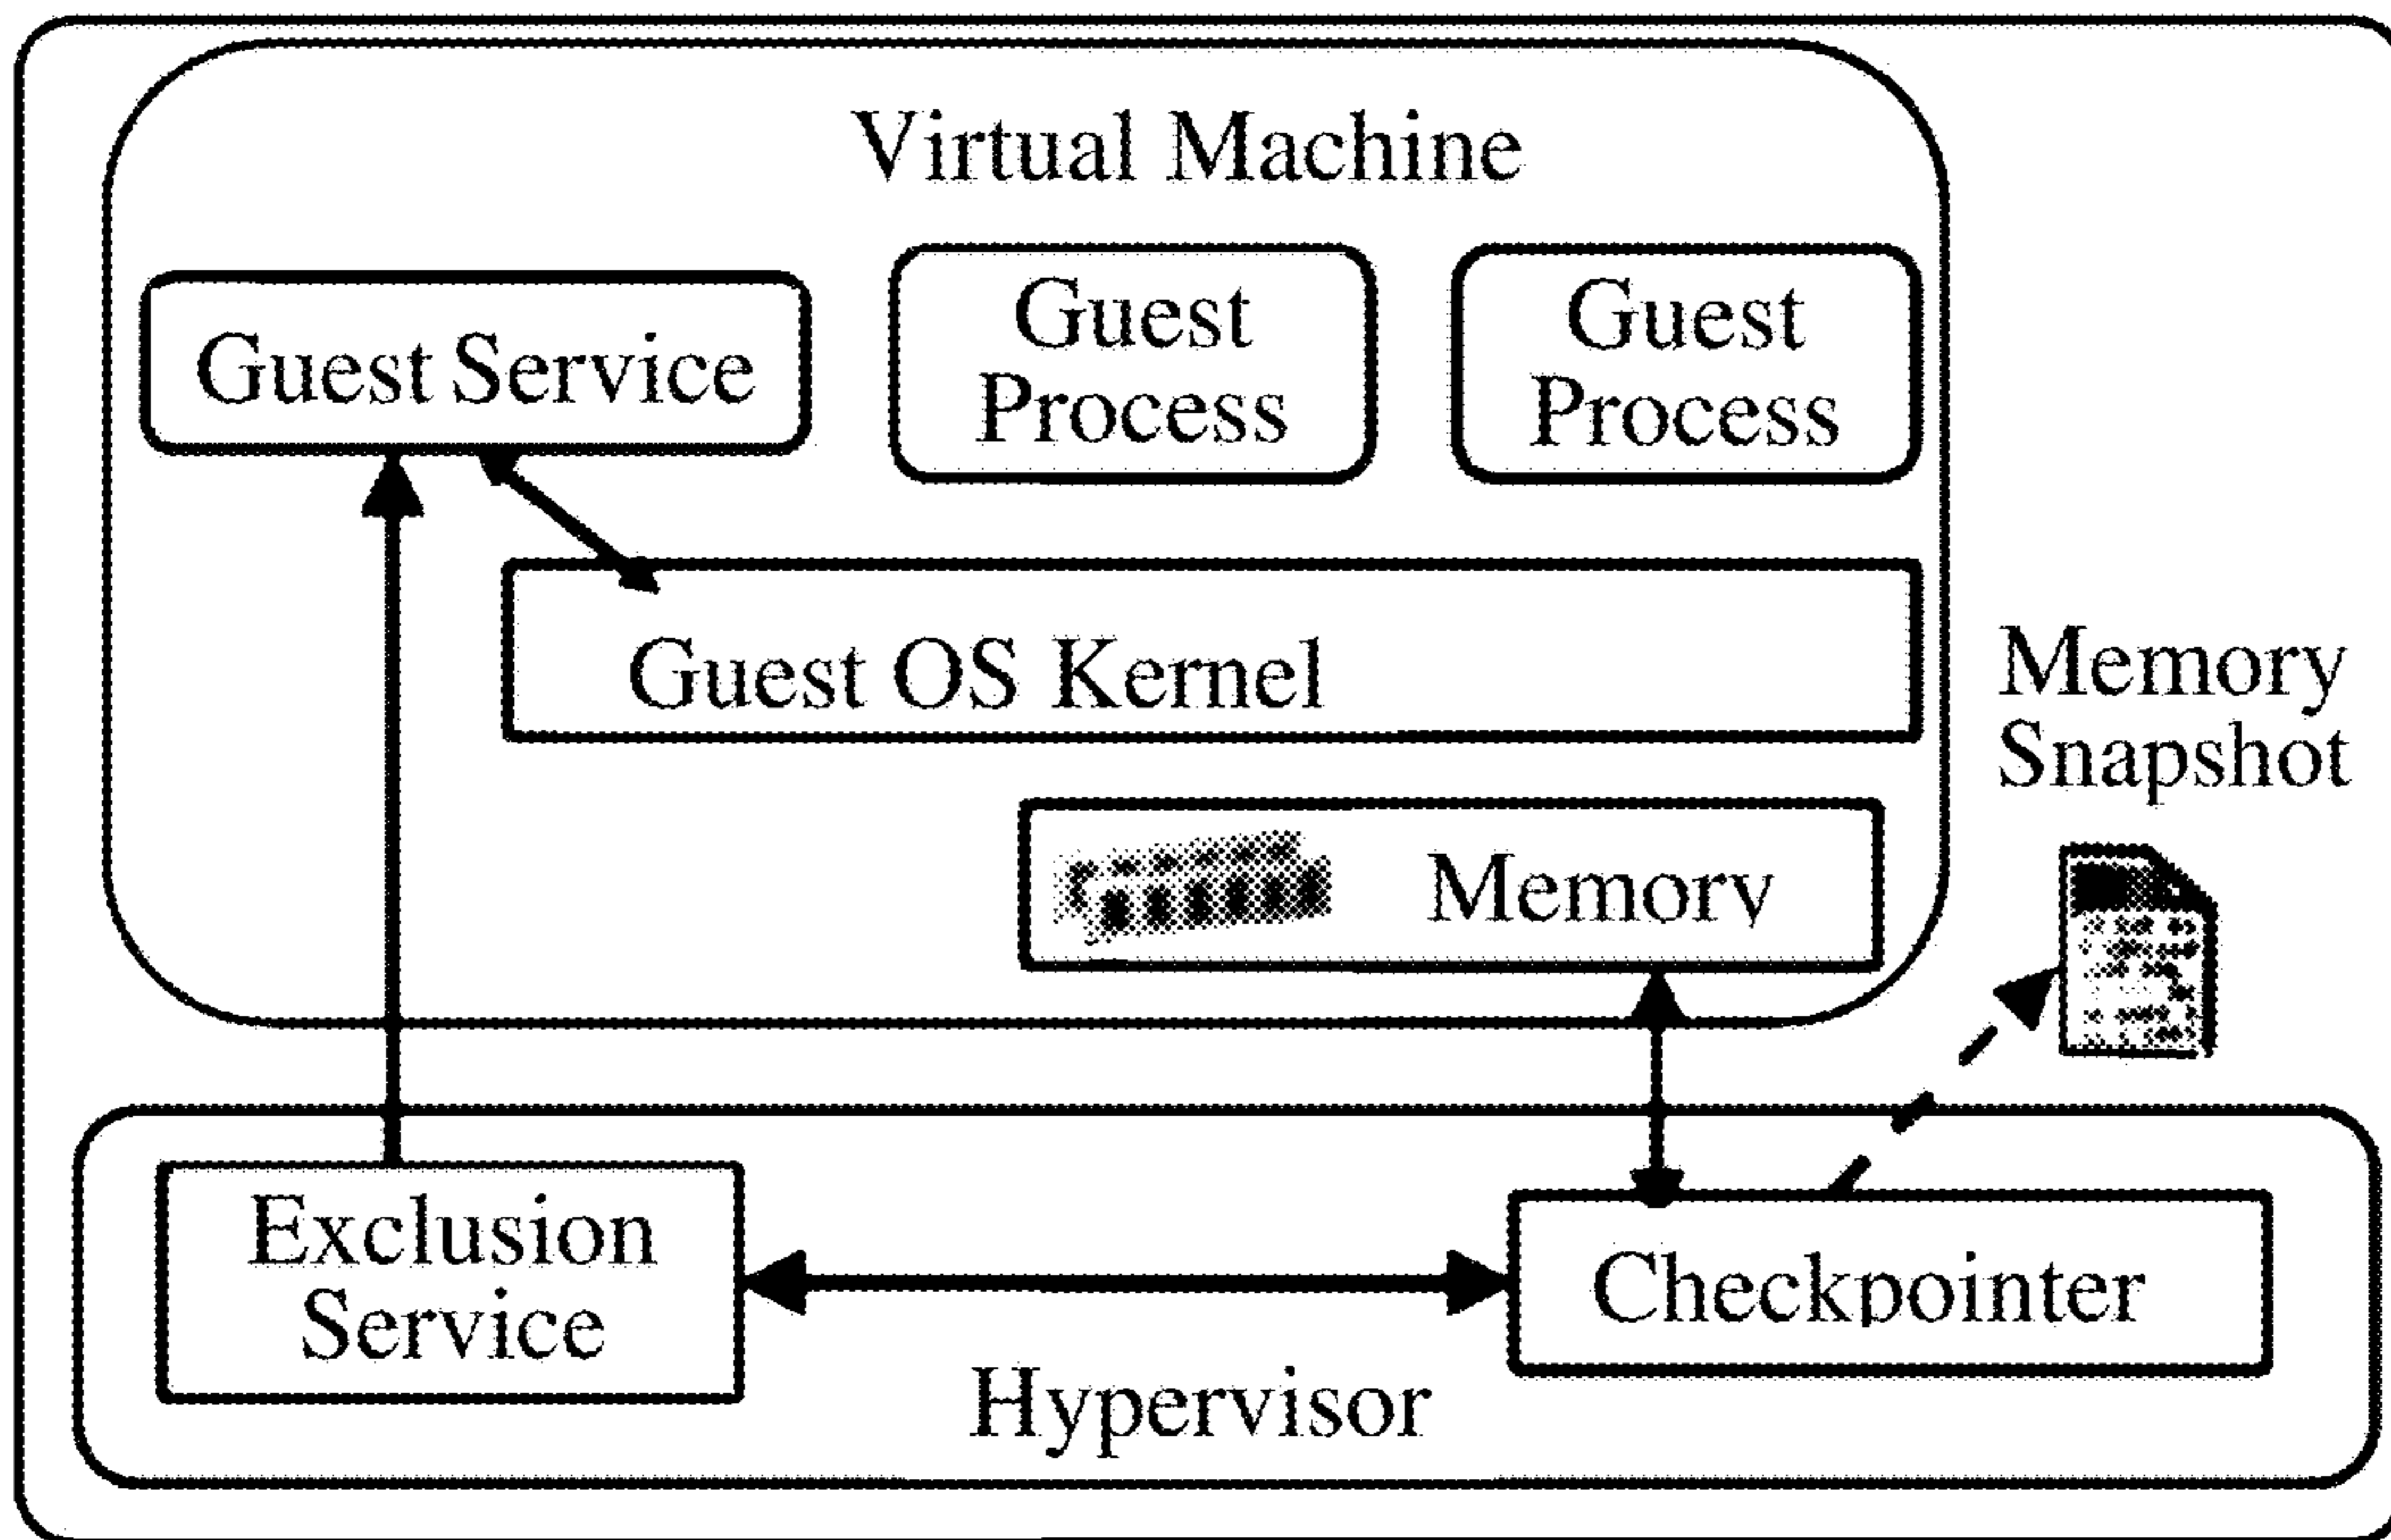 Virtual Machine
Guest Service
Guest
Process
Guest
Process
Guest OS Kernel
Memory
Snapshot
Memory
Exclusion
Service
Checkpointer
Hypervisor